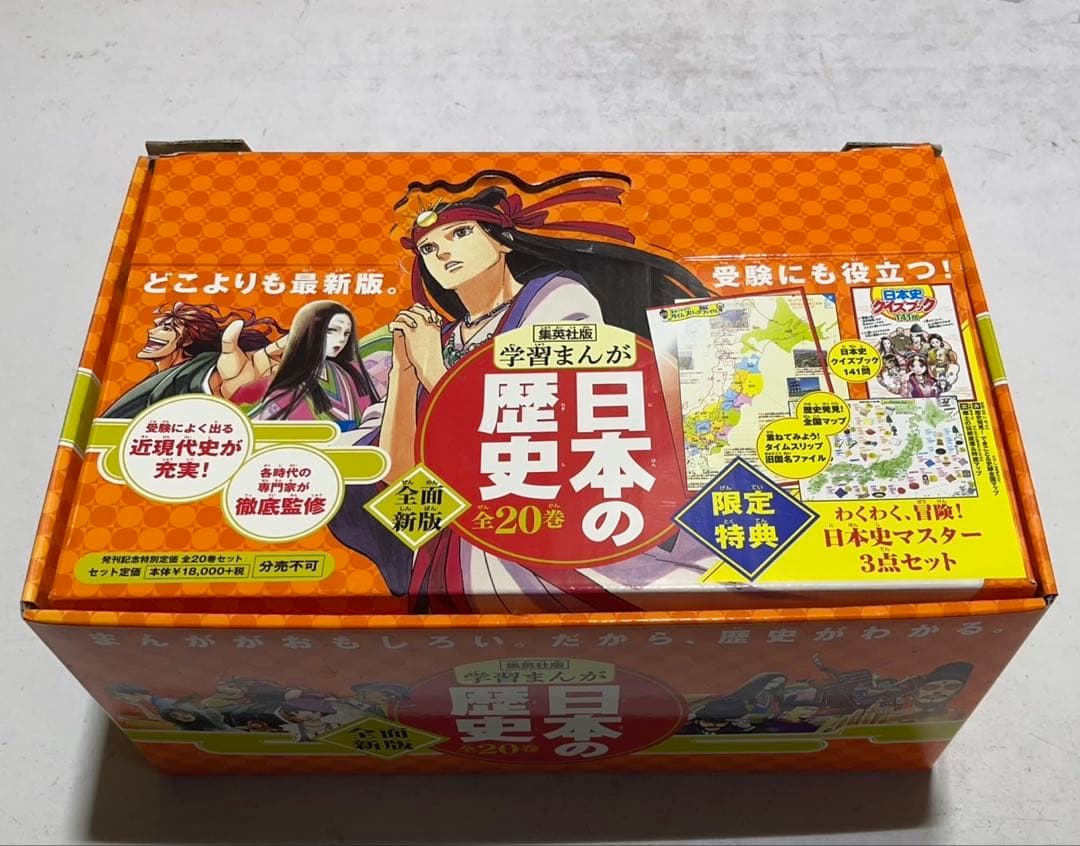 どこよりも最新版。
受験にも役立つ!
集英社版
学習まんが
日本の
歴史
全20巻
全面
新版
受験によく出る
近現代史が
充実!
各時代の
専門家が
徹底監修
発刊記念特別定価 全20巻セット
セット定価 本体¥18,000+税 分売不可
日本史
クイズブック
141問
日本史
クイズブック
141問
歴史発見!
全国マップ
重ねてみよう!
タイムスリップ
旧国名ファイル
限定
特典
わくわく、冒険!
日本史マスター
3点セット
まんががおもしろい。だから、歴史がわかる。
集英社版
学習まんが
日本の
歴史
全20巻
全面
新版